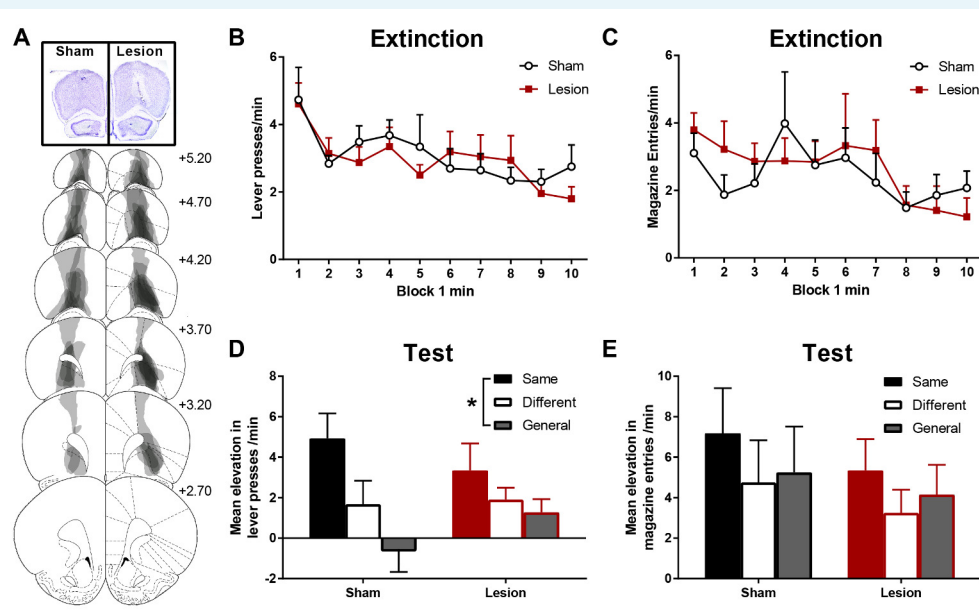 A
Sham Lesion
+5.20
+4.70
+4.20
+3.70
+3.20
+2.70
B
Extinction
Sham
Lesion
Lever presses/min
6
4
2
0
1 2 3 4 5 6 7 8 9 10
Block 1 min
C
Extinction
Sham
Lesion
Magazine Entries/min
6
4
2
0
1 2 3 4 5 6 7 8 9 10
Block 1 min
D
Test
Same
Different
General
*
Mean elevation in
lever presses /min
8
6
4
2
0
-2
Sham Lesion
E
Test
Same
Different
General
Mean elevation in
magazine entries /min
10
8
6
4
2
0
Sham Lesion